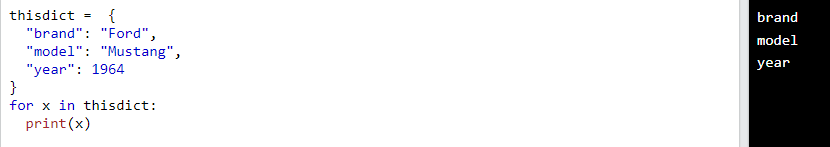 thisdict =  {
  "brand": "Ford",
  "model": "Mustang",
  "year": 1964
}
for x in thisdict:
  print(x)
brand
model
year